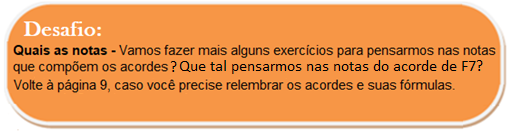 Desafio:
Quais as notas - Vamos fazer mais alguns exercícios para pensarmos nas notas
que compõem os acordes? Que tal pensarmos nas notas do acorde de F7?
Volte à página 9, caso você precise relembrar os acordes e suas fórmulas.